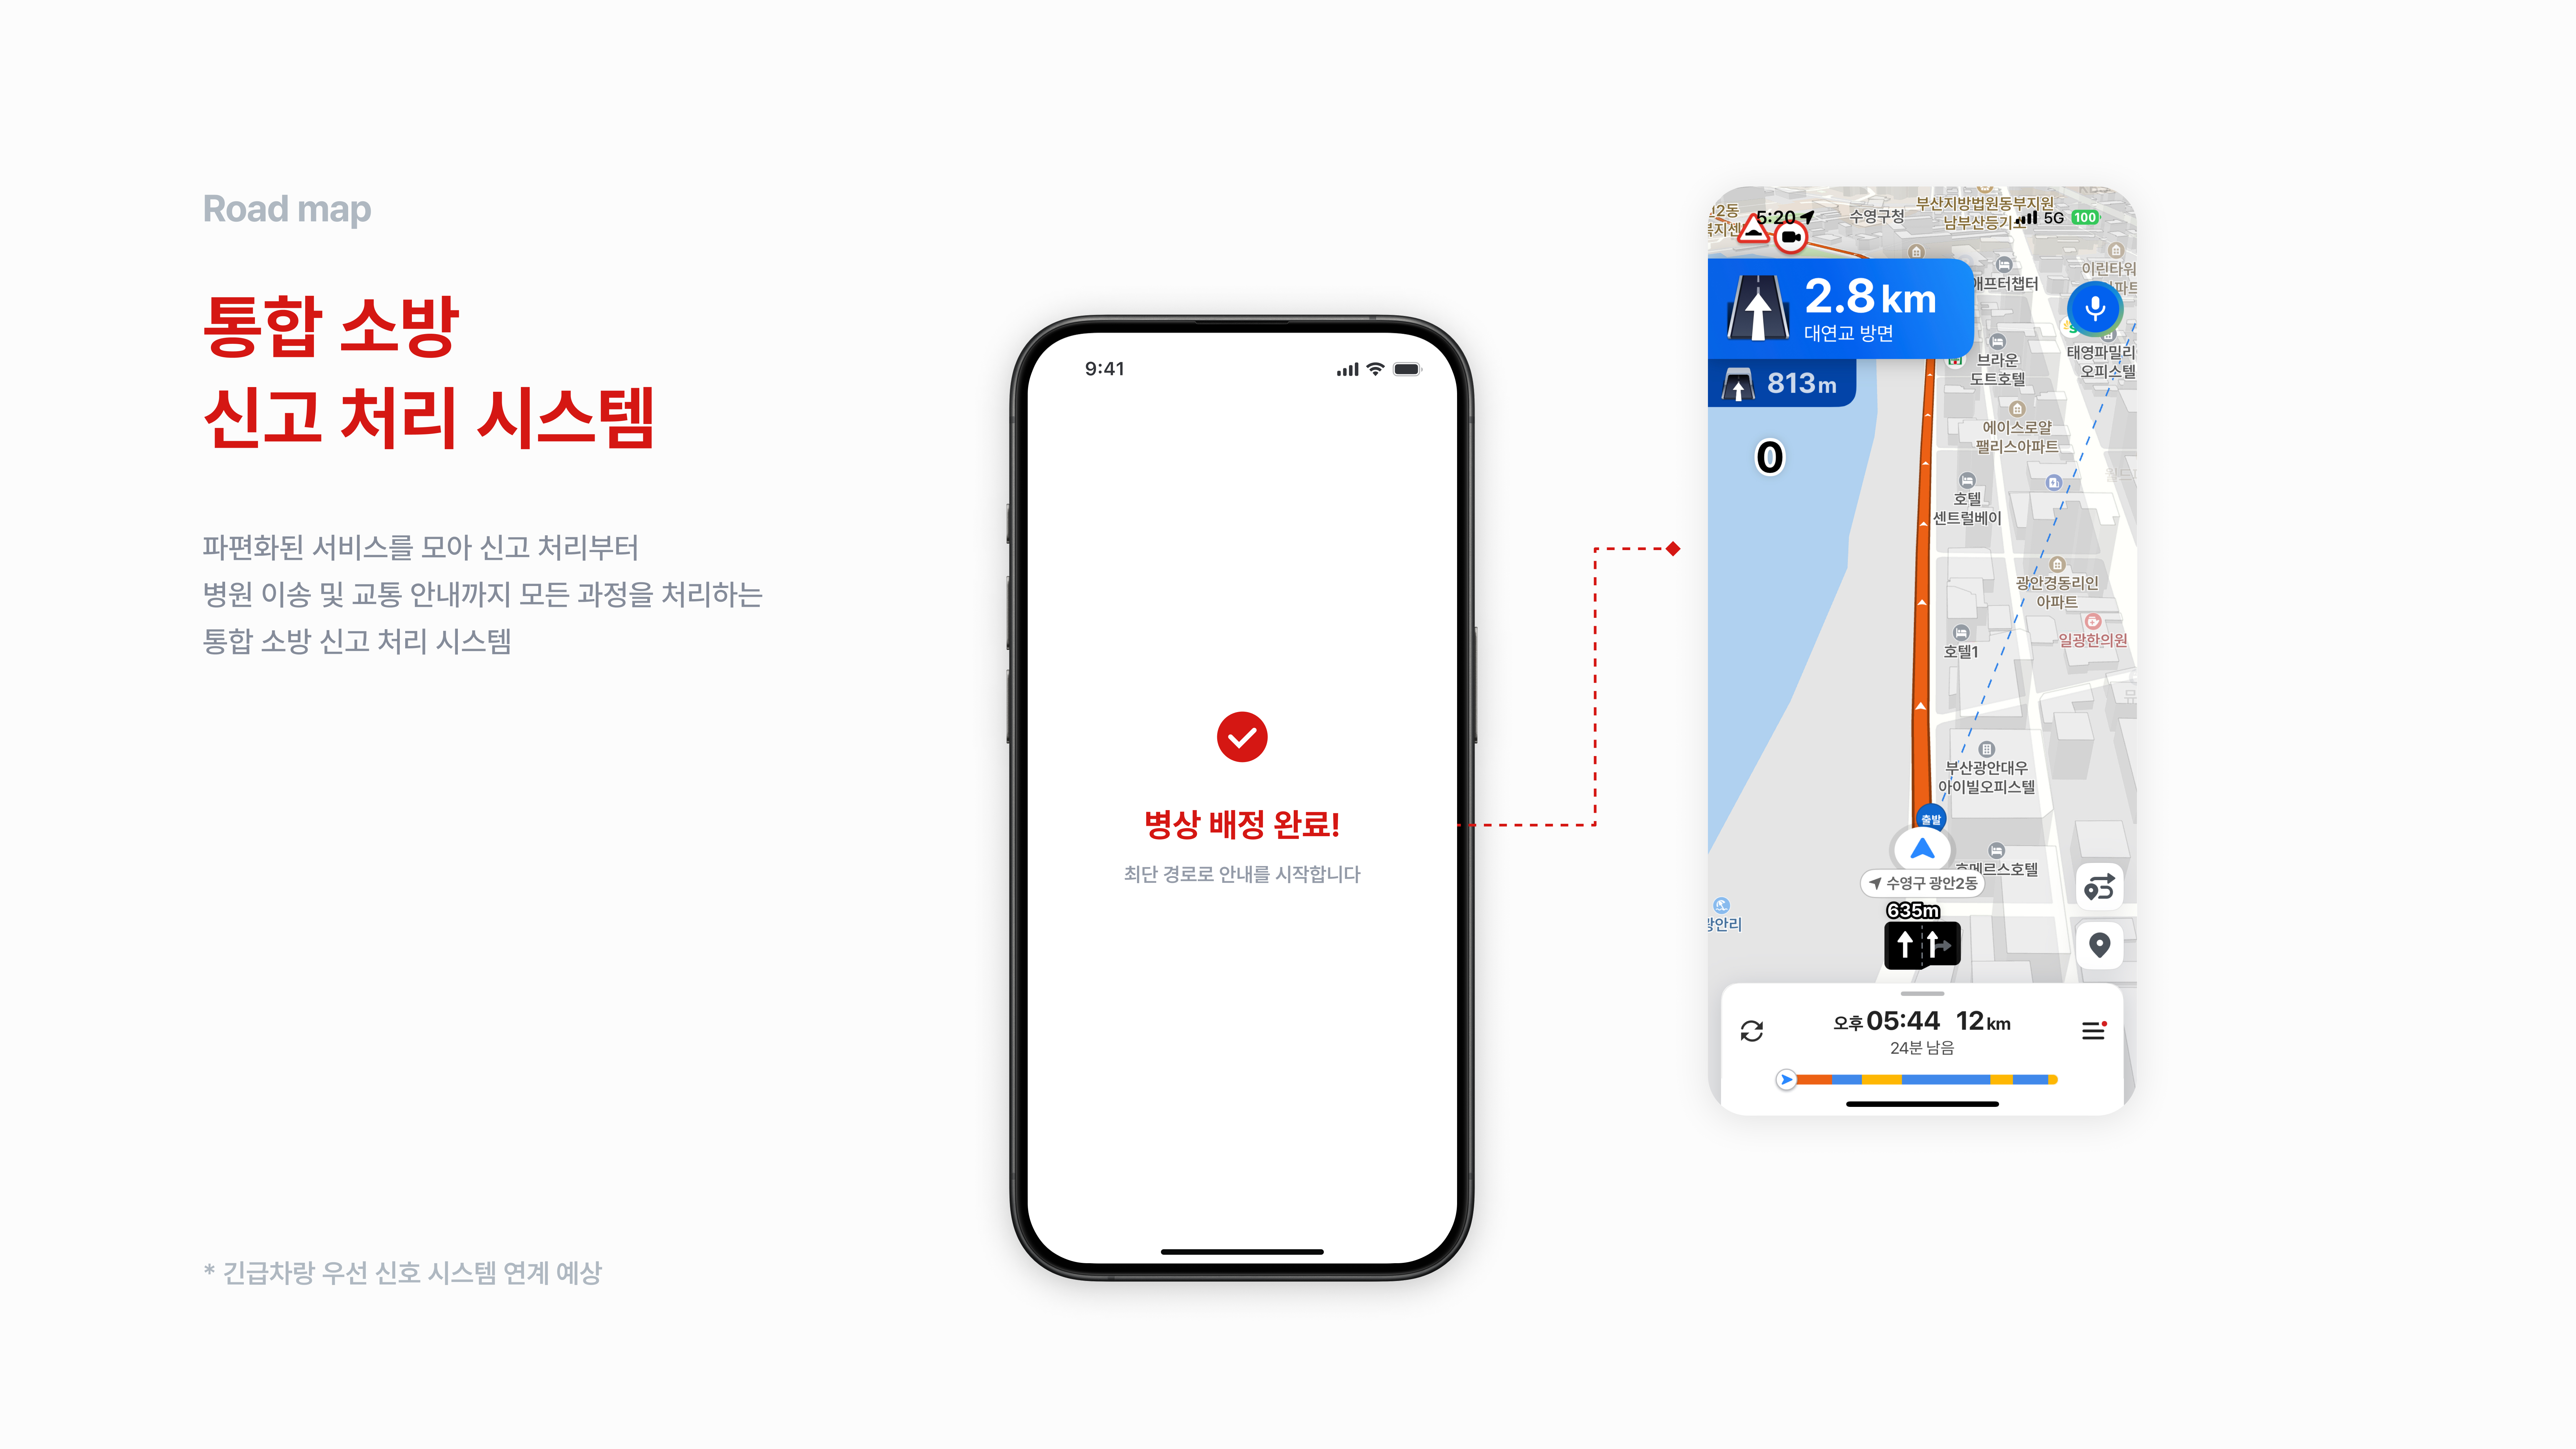 Road map
통합 소방
신고 처리 시스템
파편화된 서비스를 모아 신고 처리부터
병원 이송 및 교통 안내까지 모든 과정을 처리하는
통합 소방 신고 처리 시스템
* 긴급차량 우선 신호 시스템 연계 예상
9:41
병상 배정 완료!
최단 경로로 안내를 시작합니다
5:20
수영구청
부산지방법원동부지원
남부산등기소
5G
100
2.8 km
대연교 방면
813m
0
애프터챕터
이린타워
브라운
도트호텔
태영파밀리
오피스텔
에이스로얄
팰리스아파트
호텔
센트럴베이
광안경동리인
아파트
일광한의원
호텔1
부산광안대우
아이빌오피스텔
출발
호메르스호텔
수영구 광안2동
광안리
635m
오후 05:44 12 km
24분 남음